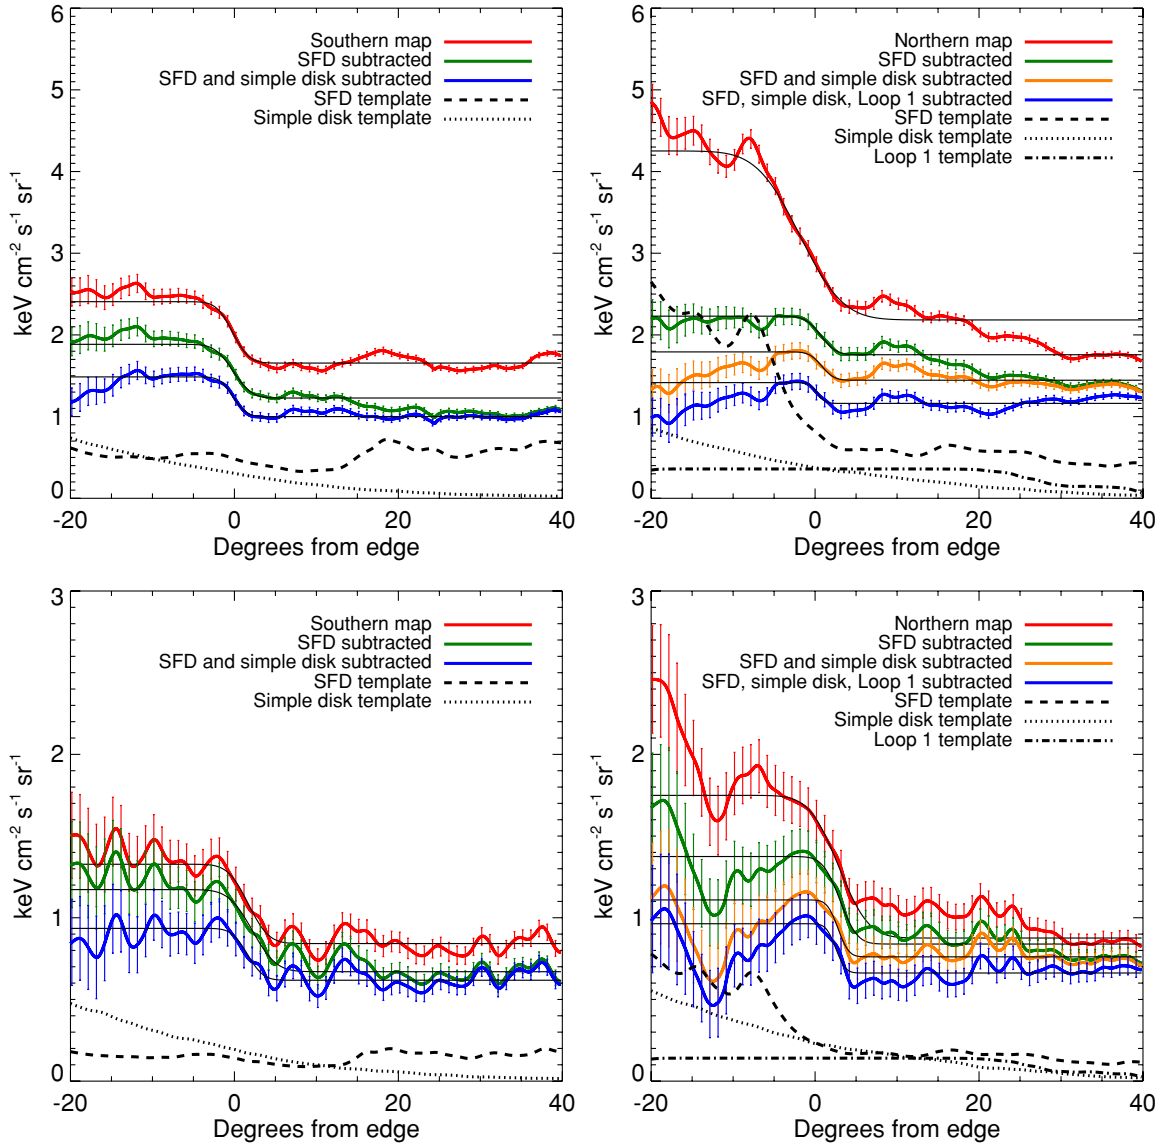 6
5
4
3
2
1
0
keV cm-2 s-1 sr-1
Southern map
SFD subtracted
SFD and simple disk subtracted
SFD template
Simple disk template
-20 0 20 40
Degrees from edge
6
5
4
3
2
1
0
keV cm-2 s-1 sr-1
Northern map
SFD subtracted
SFD and simple disk subtracted
SFD, simple disk, Loop 1 subtracted
SFD template
Simple disk template
Loop 1 template
-20 0 20 40
Degrees from edge
3
2
1
0
keV cm-2 s-1 sr-1
Southern map
SFD subtracted
SFD and simple disk subtracted
SFD template
Simple disk template
-20 0 20 40
Degrees from edge
3
2
1
0
keV cm-2 s-1 sr-1
Northern map
SFD subtracted
SFD and simple disk subtracted
SFD, simple disk, Loop 1 subtracted
SFD template
Simple disk template
Loop 1 template
-20 0 20 40
Degrees from edge